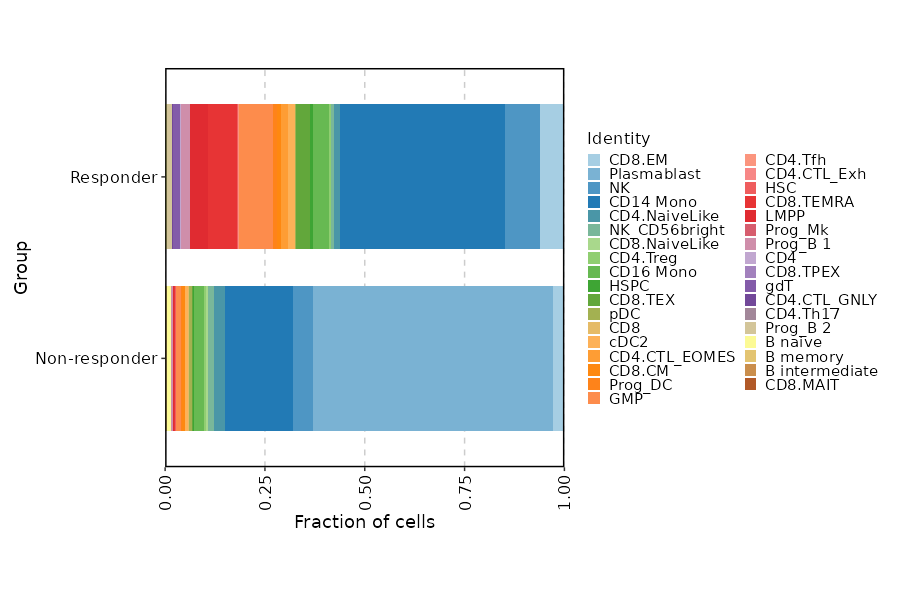 Group
Responder
Non-responder
0.00
0.25
0.50
0.75
1.00
Fraction of cells
Identity
CD8.EM
Plasmablast
NK
CD14 Mono
CD4.NaiveLike
NK_CD56bright
CD8.NaiveLike
CD4.Treg
CD16 Mono
HSPC
CD8.TEX
pDC
CD8
cDC2
CD4.CTL_EOMES
CD8.CM
Prog_DC
GMP
CD4.Tfh
CD4.CTL_Exh
HSC
CD8.TEMRA
LMPP
Prog_Mk
Prog_B 1
CD4
CD8.TPEX
gdT
CD4.CTL_GNLY
CD4.Th17
Prog_B 2
B naive
B memory
B intermediate
CD8.MAIT